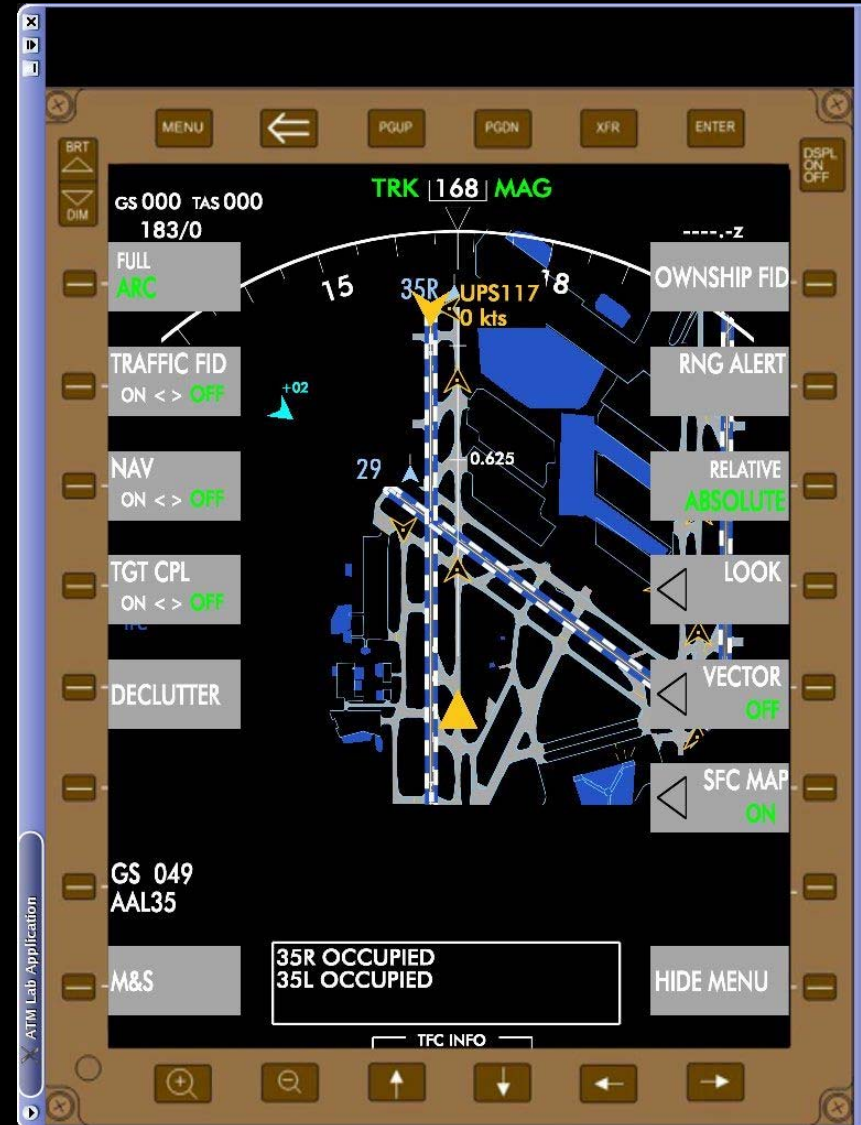 MENU
PGUP
PGDN
XFR
ENTER
BRT
DIM
DSPL
ON
OFF
GS 000 TAS 000
TRK 168 MAG
183/0
----.-z
FULL
ARC
OWNSHIP FID
15
35R
UPS117
0 kts
18
TRAFFIC FID
ON < > OFF
+02
RNG ALERT
NAV
ON < > OFF
29
0.625
RELATIVE
ABSOLUTE
TGT CPL
ON < > OFF
LOOK
DECLUTTER
VECTOR
OFF
SFC MAP
ON
GS 049
AAL35
M&S
35R OCCUPIED
35L OCCUPIED
HIDE MENU
TFC INFO
ATM Lab Application